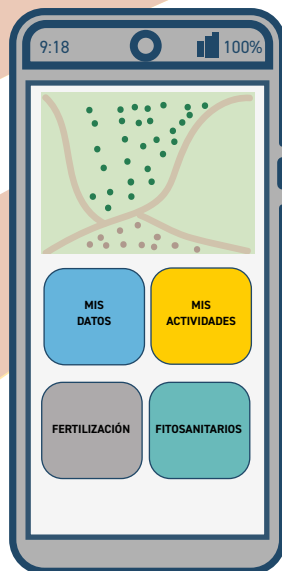 9:18
100%
MIS
DATOS
MIS
ACTIVIDADES
FERTILIZACIÓN
FITOSANITARIOS